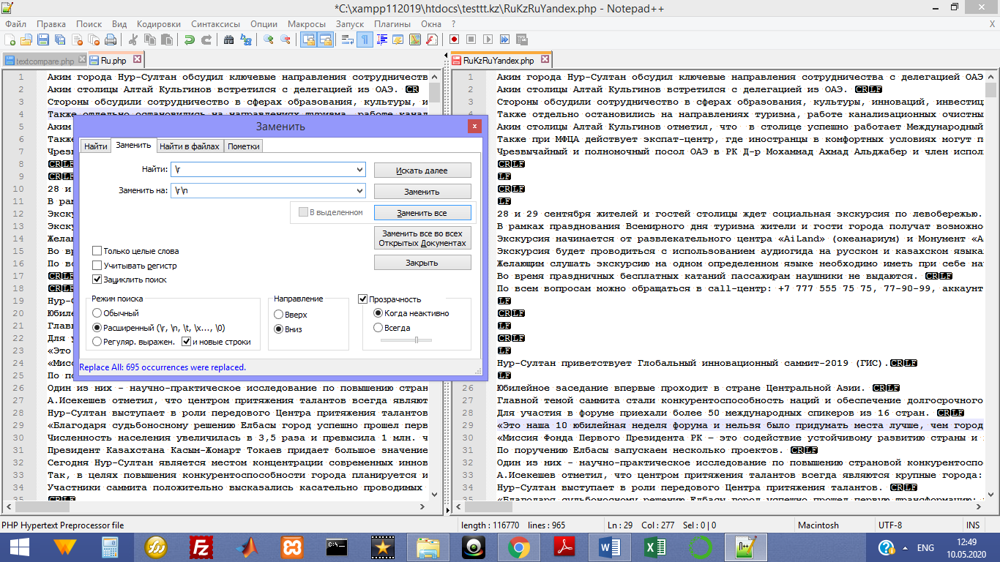 *C:\xampp112019\htdocs\testtt.kz\RuKzRuYandex.php - Notepad++
Файл Правка Поиск Вид Кодировки Синтаксисы Опции Макросы Запуск Плагины Окна ? X
textcompare.php Ru.php
1 Аким города Нур-Султан обсудил ключевые направления сотрудничеств
2 Аким столицы Алтай Кульгинов встретился с делегацией из ОАЭ. CR
3 Стороны обсудили сотрудничество в сферах образования, культуры, и
4 Также отдельно остановились на направлениях туризма, работе канал
5 Аким
6 Такж
7 Чрезв
8 CRLF
9 CRLF
10 28 и
11 В рам
12 Экску
13 Экску
14 Желаю
15 Во вр
16 По вс
17 CRLF
18 CRLF
19 Нур-С
20 Юбиле
21 Главн
22 Для у
23 «Это
24 «Мисс
25 По по
26 Один из них - научно-практическое исследование по повышению стран
27 А.Исекешев отметил, что центром притяжения талантов всегда являют
28 Нур-Султан выступает в роли передового Центра притяжения талантов
29 «Благодаря судьбоносному решению Елбасы город успешно прошел перв
30 Численность населения увеличилась в 3,5 раза и превысила 1 млн. ч
31 Президент Казахстана Касым-Жомарт Токаев придает большое значение
32 Сегодня Нур-Султан является местом концентрации современных иннов
33 Так, в целях повышения конкурентоспособности города планируется и
34 Участники саммита положительно высказались касательно проводимых
CRLF
Заменить
x
Найти Заменить Найти в файлах Пометки
Найти: \r Искать далее
Заменить на: \r\n Заменить
В выделенном Заменить все
Заменить все во всех
Открытых Документах
Закрыть
Только целые слова
Учитывать регистр
Зациклить поиск
Режим поиска
Обычный
Расширенный (\r, \n, \t, \x..., \0)
Регуляр. выражен. и новые строки
Направление
Вверх
Вниз
Прозрачность
Когда неактивно
Всегда
Replace All: 695 occurrences were replaced.
RuKzRuYandex.php
1 Аким города Нур-Султан обсудил ключевые направления сотрудничества с делегацией ОАЭ
2 Аким столицы Алтай Кульгинов встретился с делегацией из ОАЭ. CRLF
3 Стороны обсудили сотрудничество в сферах образования, культуры, инноваций, инвестиц
4 Также отдельно остановились на направлениях туризма, работе канализационных очистны
5 Аким столицы Алтай Кульгинов отметил, что в столице успешно работает Международный
6 Также при МФЦА действует экспат-центр, где иностранцы в комфортных условиях могут п
7 Чрезвычайный и полномочный посол ОАЭ в РК Д-р Мохаммад Ахмад Альджабер и член испол
CRLF
LF
CRLF
LF
28 и 29 сентября жителей и гостей столицы ждет социальная экскурсия по левобережью.
В рамках празднования Всемирного дня туризма жители и гости города получат возможно
Экскурсия начинается от развлекательного центра «AiLand» (океанариум) и Монумент «А
Экскурсия будет проводиться с использованием аудиогида на русском и казахском языка
Желающим слушать экскурсию на одном определенном языке необходимо иметь при себе на
Во время праздничных бесплатных катаний пассажирам наушники не выдаются. CRLF
По всем вопросам можно обращаться в call-центр: +7 777 555 75 75, 77-90-99, аккаунт
LF
CRLF
LF
CRLF
LF
Нур-Султан приветствует Глобальный инновационный саммит-2019 (ГИС).CRLF
LF
26 Юбилейное заседание впервые проходит в стране Центральной Азии. CRLF
27 Главной темой саммита стали конкурентоспособность наций и обеспечение долгосрочного
28 Для участия в форуме приехали более 50 международных спикеров из 16 стран. CRLF
29 «Это наша 10 юбилейная неделя форума и нельзя было придумать места лучше, чем город
30 «Миссия Фонда Первого Президента РК – это содействие устойчивому развитию страны и
31 По поручению Елбасы запускаем несколько проектов. CRLF
32 Один из них - научно-практическое исследование по повышению страновой конкурентоспо
33 А.Исекешев отметил, что центром притяжения талантов всегда являются крупные города:
34 Нур-Султан выступает в роли передового Центра притяжения талантов. CRLF
35 «Благодаря судьбоносному решению Елбасы город успешно прошел первую трансформацию:
PHP Hypertext Preprocessor file length : 116770 lines : 965 Ln : 29 Col : 277 Sel : 0 | 0 Macintosh UTF-8 INS
ENG 12:49
10.05.2020